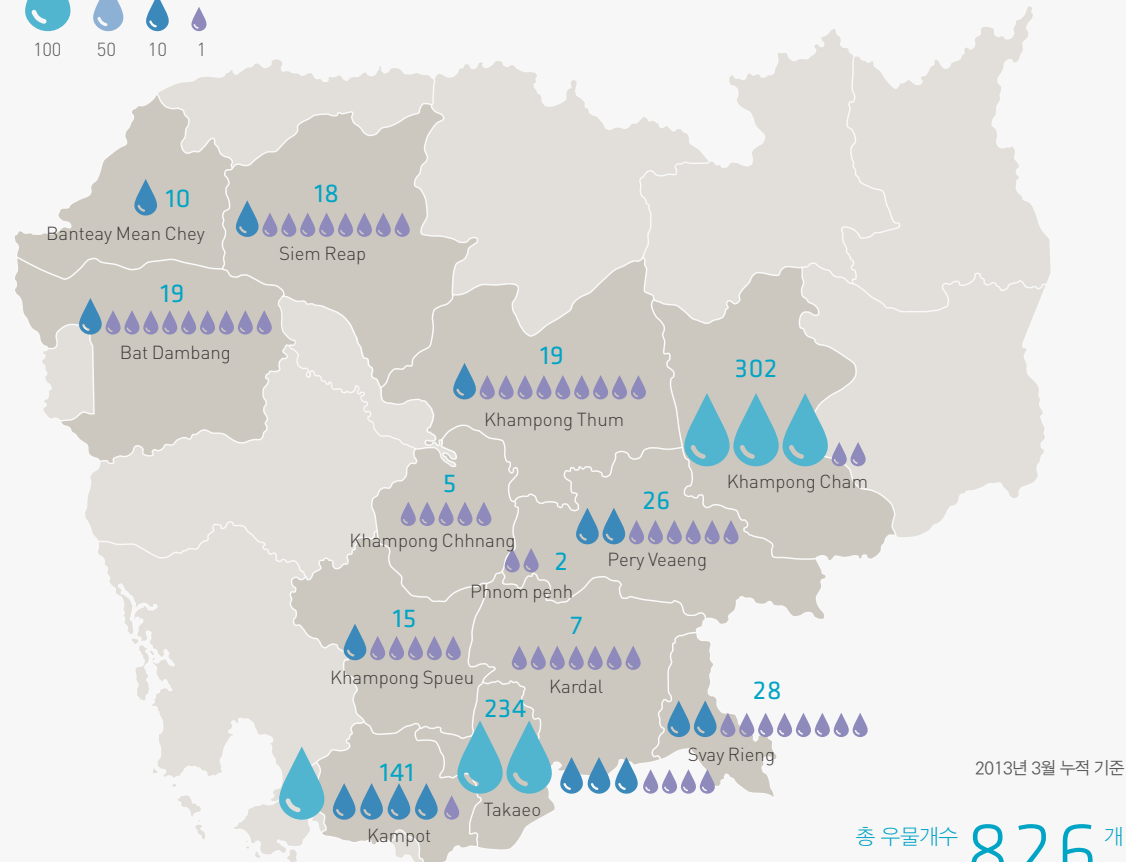 100 50 10 1
10
Banteay Mean Chey
18
Siem Reap
19
Bat Dambang
19
Khampong Thum
302
Khampong Cham
5
Khampong Chhnang
26
Pery Veaeng
2
Phnom penh
15
Khampong Spueu
7
Kardal
28
Svay Rieng
234
Takaeo
141
Kampot
2013년 3월 누적 기준
총 우물개수 826 개